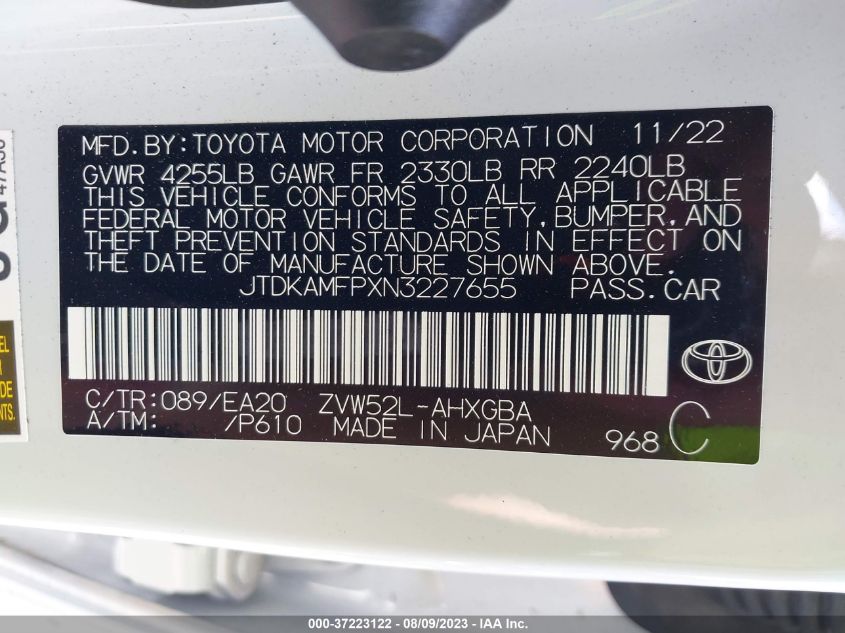 MFD.BY:TOYOTA MOTOR CORPORATION 11/22
GVWR 4255LB GAWR FR 2330LB RR 2240LB
THIS VEHICLE CONFORMS TO ALL APPLICABLE
FEDERAL MOTOR VEHICLE SAFETY,BUMPER,AND
THEFT PREVENTION STANDARDS IN EFFECT ON
THE DATE OF MANUFACTURE SHOWN ABOVE.
JTDKAMFPXN3227655 PASS.CAR
C/TR:089/EA20 ZVW52L-AHXGBA
A/TM: /P610 MADE IN JAPAN 968 C
000-37223122 - 08/09/2023 - IAA Inc.